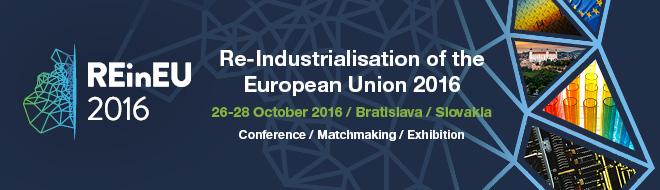 REinEU
2016
Re-Industrialisation of the
European Union 2016
26-28 October 2016 / Bratislava / Slovakia
Conference / Matchmaking / Exhibition